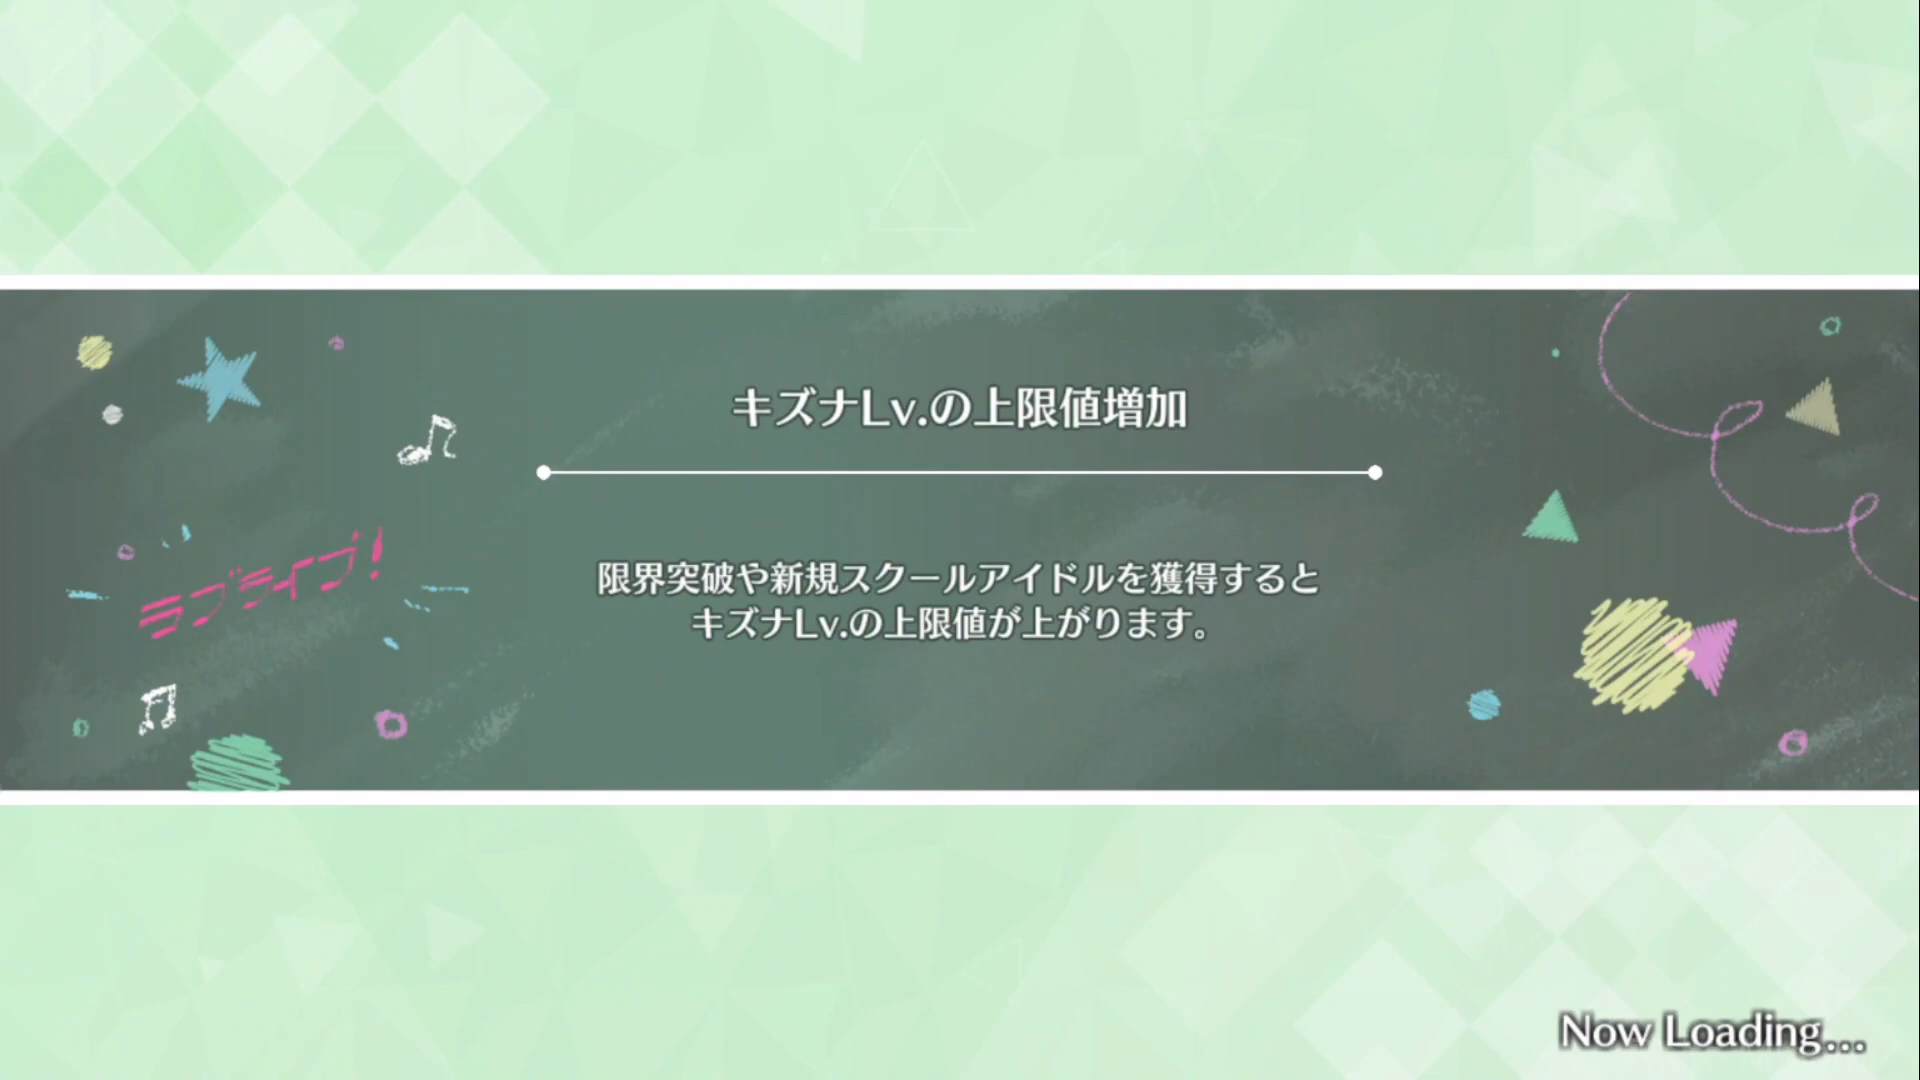 キズナLv.の上限値増加
ラブライブ！
限界突破や新規スクールアイドルを獲得すると
キズナLv.の上限値が上がります。
Now Loading...